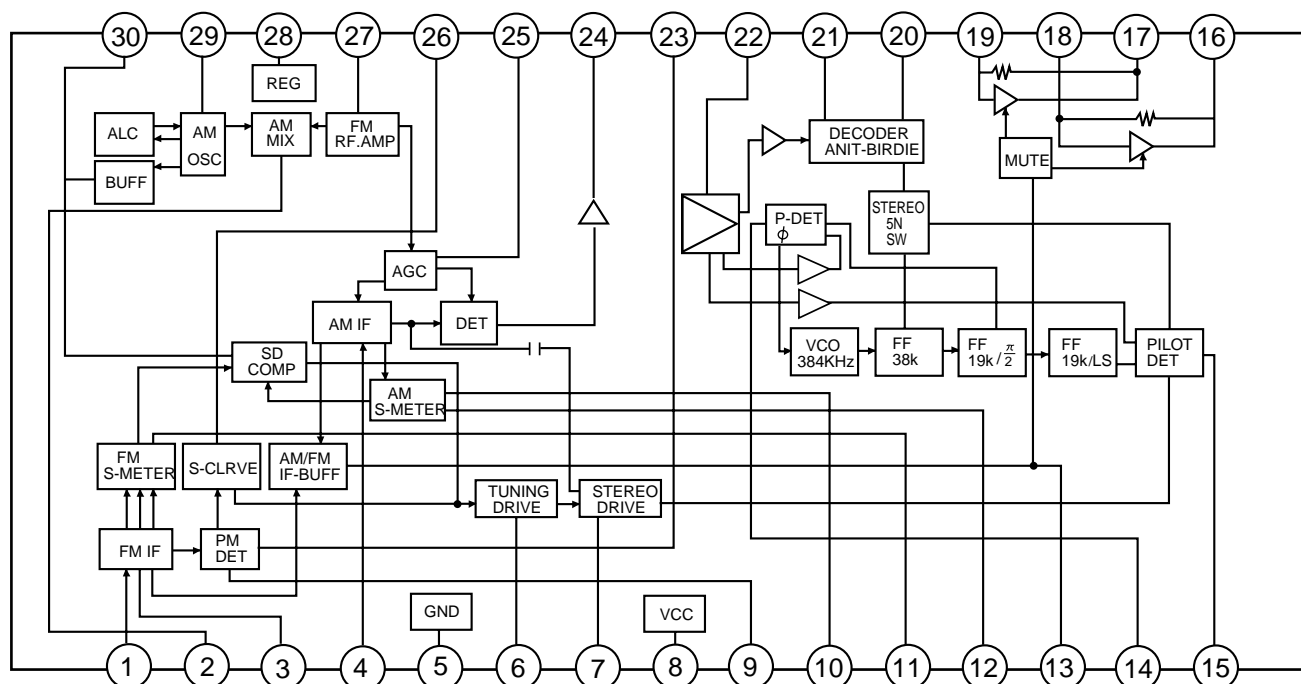 30 29 28 27 26 25 24 23 22 21 20 19 18 17 16
REG
ALC
AM
OSC
AM
MIX
FM
RF.AMP
DECODER
ANIT-BIRDIE
MUTE
BUFF
STEREO
5N
SW
P-DET
ϕ
AGC
AM IF
DET
VCO
384KHz
FF
38k
FF
19k/π/2
FF
19k/LS
PILOT
DET
SD
COMP
AM
S-METER
FM
S-METER
S-CLRVE
AM/FM
IF-BUFF
TUNING
DRIVE
STEREO
DRIVE
FM IF
PM
DET
GND
VCC
1 2 3 4 5 6 7 8 9 10 11 12 13 14 15